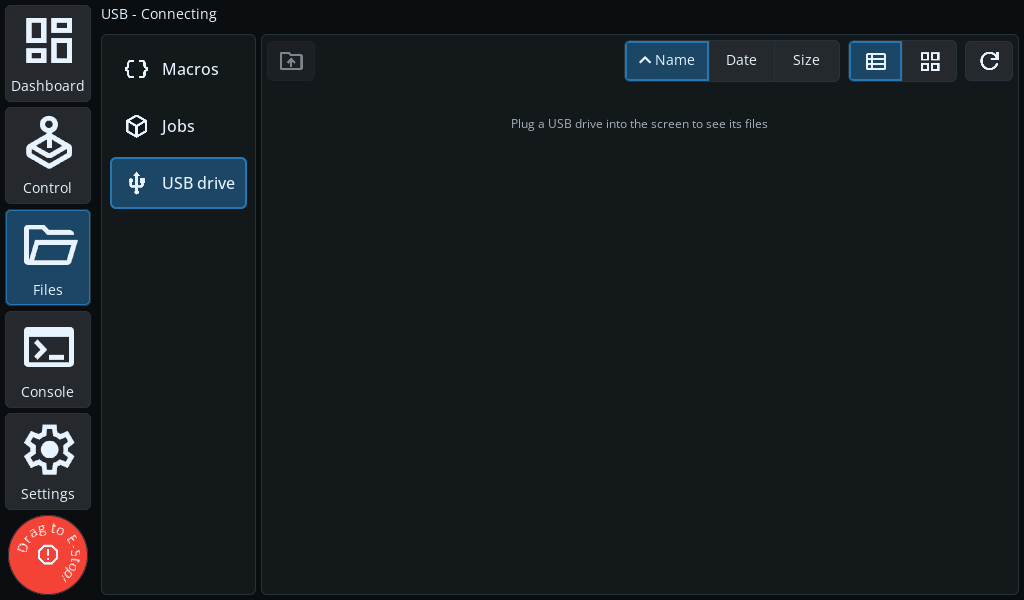 USB - Connecting
Dashboard
Control
Files
Console
Settings
Drag to E-Stop!
Macros
Jobs
USB drive
Name
Date
Size
Plug a USB drive into the screen to see its files